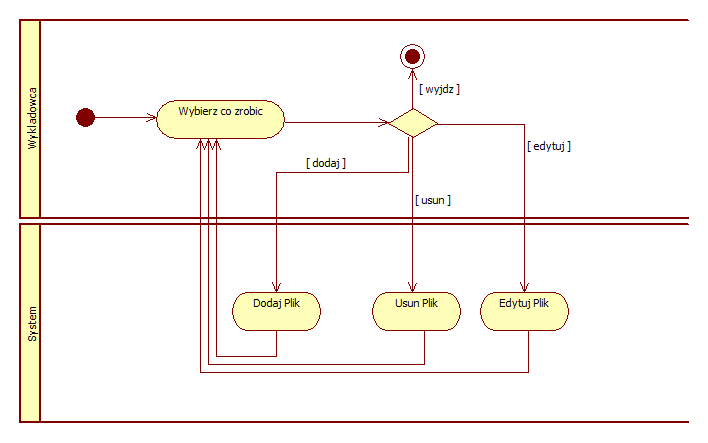 Wykladowca
Wybierz co zrobic
[ wyjdz ]
[ edytuj ]
[ dodaj ]
[ usun ]
System
Dodaj Plik
Usun Plik
Edytuj Plik